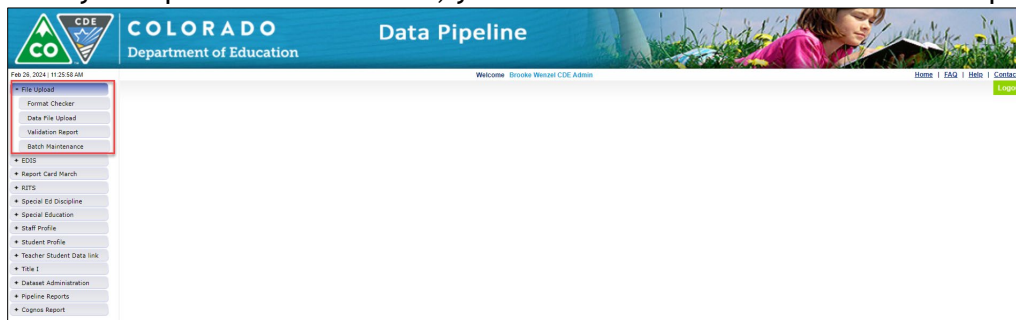 CO
CDE
COLORADO
Department of Education
Data Pipeline
Feb 26, 2024 | 11:25:58 AM
Welcome Brooke Wenzel CDE Admin
Home | FAQ | Help |
File Upload
Format Checker
Data File Upload
Validation Report
Batch Maintenance
+ EDIS
+ Report Card March
+ RITS
+ Special Ed Discipline
+ Special Education
+ Staff Profile
+ Student Profile
+ Teacher Student Data link
+ Title I
+ Dataset Administration
+ Pipeline Reports
+ Cognos Report